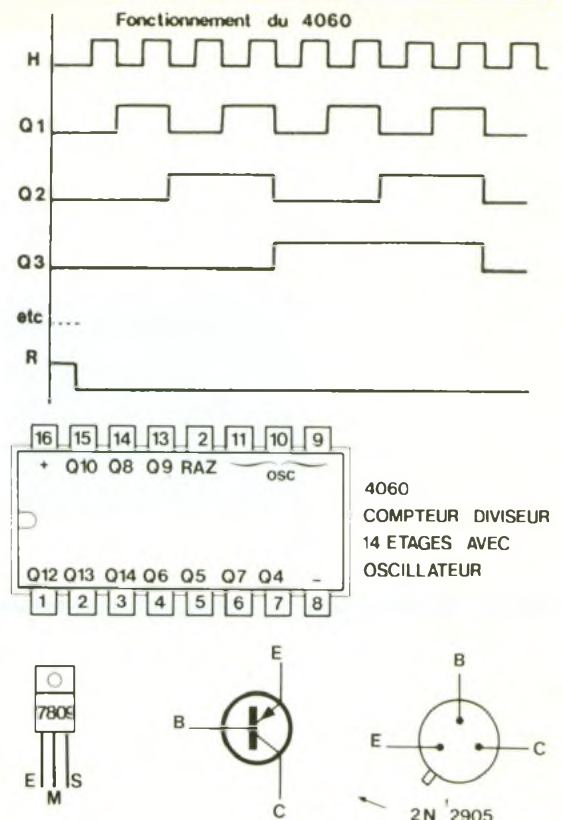 Fonctionnement du 4060
H
Q1
Q2
Q3
etc
R
16 15 14 13 2 11 10 9
+ Q10 Q8 Q9 RAZ
osc
Q12 Q13 Q14 Q6 Q5 Q7 Q4 –
1 2 3 4 5 6 7 8
4060
COMPTEUR DIVISEUR
14 ETAGES AVEC
OSCILLATEUR
7809
E S
M
E
B
C
B
E C
2N 2905